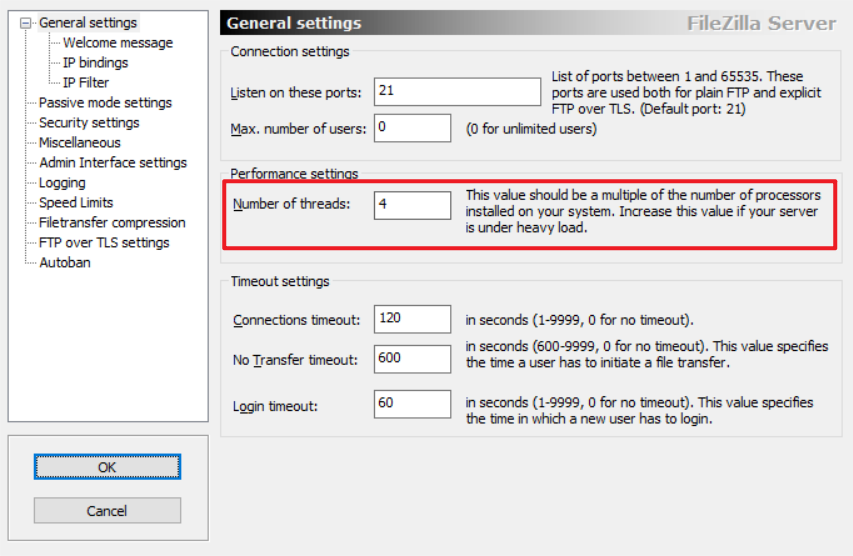 General settings
Welcome message
IP bindings
IP Filter
Passive mode settings
Security settings
Miscellaneous
Admin Interface settings
Logging
Speed Limits
Filetransfer compression
FTP over TLS settings
Autoban
OK
Cancel
General settings
FileZilla Server
Connection settings
Listen on these ports:
21
List of ports between 1 and 65535. These
ports are used both for plain FTP and explicit
FTP over TLS. (Default port: 21)
Max. number of users:
0
(0 for unlimited users)
Performance settings
Number of threads:
4
This value should be a multiple of the number of processors
installed on your system. Increase this value if your server
is under heavy load.
Timeout settings
Connections timeout:
120
in seconds (1-9999, 0 for no timeout).
No Transfer timeout:
600
in seconds (600-9999, 0 for no timeout). This value specifies
the time a user has to initiate a file transfer.
Login timeout:
60
in seconds (1-9999, 0 for no timeout). This value specifies
the time in which a new user has to login.